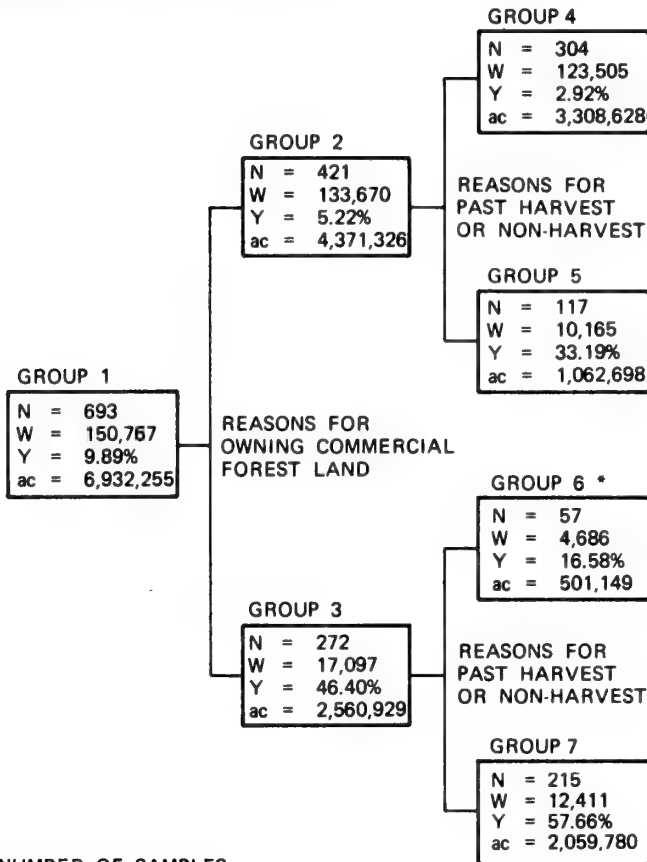 GROUP 4
N = 304
W = 123,505
Y = 2.92%
ac = 3,308,628
GROUP 2
N = 421
W = 133,670
Y = 5.22%
ac = 4,371,326
REASONS FOR
PAST HARVEST
OR NON-HARVEST
GROUP 5
N = 117
W = 10,165
Y = 33.19%
ac = 1,062,698
GROUP 1
N = 693
W = 150,767
Y = 9.89%
ac = 6,932,255
REASONS FOR
OWNING COMMERCIAL
FOREST LAND
GROUP 6 *
N = 57
W = 4,686
Y = 16.58%
ac = 501,149
GROUP 3
N = 272
W = 17,097
Y = 46.40%
ac = 2,560,929
REASONS FOR
PAST HARVEST
OR NON-HARVEST
GROUP 7
N = 215
W = 12,411
Y = 57.66%
ac = 2,059,780